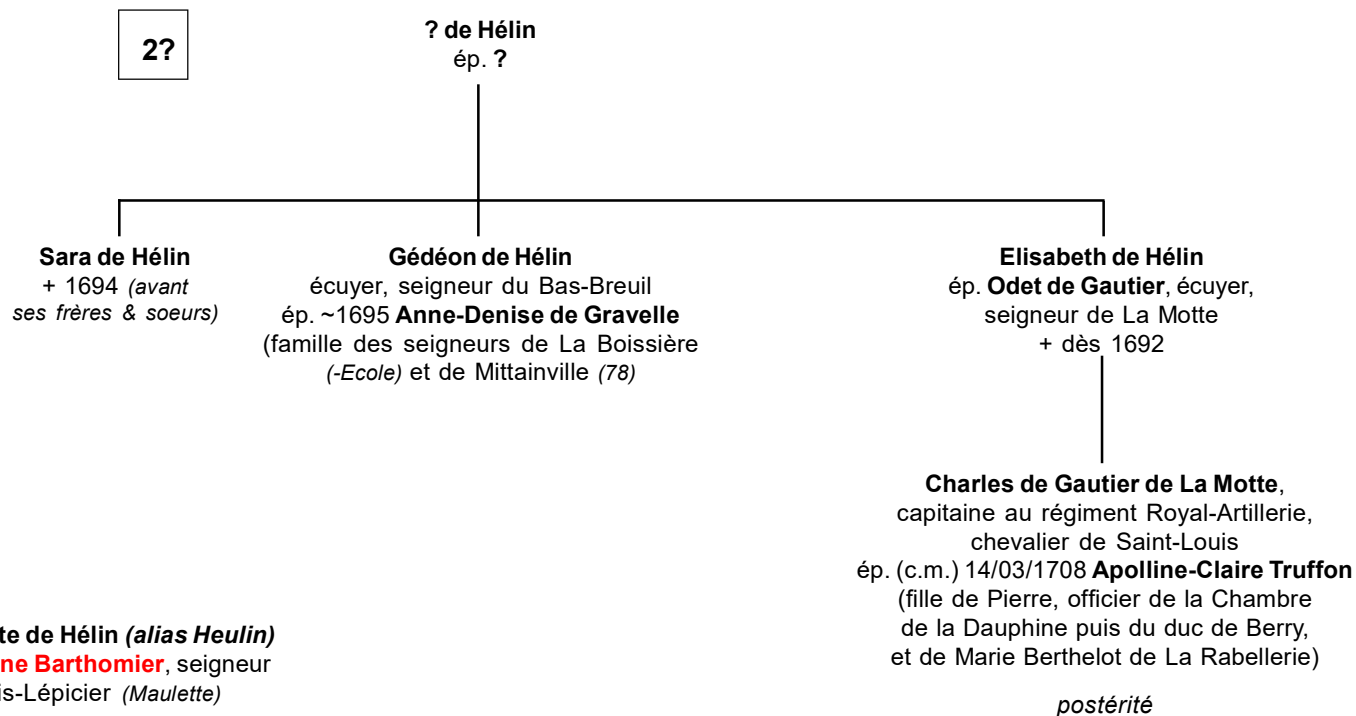 2?
? de Hélin
ép. ?
Sara de Hélin
+ 1694 (avant
ses frères & soeurs)
Gédéon de Hélin
écuyer, seigneur du Bas-Breuil
ép. ~1695 Anne-Denise de Gravelle
(famille des seigneurs de La Boissière
(-Ecole) et de Mittainville (78)
Elisabeth de Hélin
ép. Odet de Gautier, écuyer,
seigneur de La Motte
+ dès 1692
Charles de Gautier de La Motte,
capitaine au régiment Royal-Artillerie,
chevalier de Saint-Louis
ép. (c.m.) 14/03/1708 Apolline-Claire Truffon
(fille de Pierre, officier de la Chambre
de la Dauphine puis du duc de Berry,
et de Marie Berthelot de La Rabellerie)
postérité
te de Hélin (alias Heulin)
ne Barthomier, seigneur
is-Lépicier (Maulette)